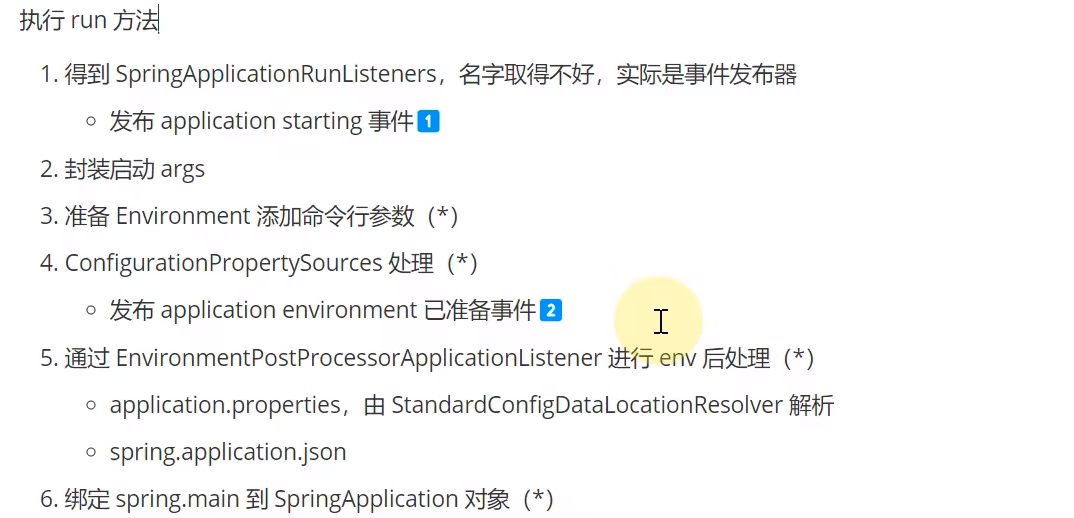 执行 run 方法
1. 得到 SpringApplicationRunListeners，名字取得不好，实际是事件发布器
发布 application starting 事件1
2. 封装启动 args
3. 准备 Environment 添加命令行参数（*）
4. ConfigurationPropertySources 处理（*）
发布 application environment 已准备事件2
5. 通过 EnvironmentPostProcessorApplicationListener 进行 env 后处理（*）
application.properties，由 StandardConfigDataLocationResolver 解析
spring.application.json
6. 绑定 spring.main 到 SpringApplication 对象（*）